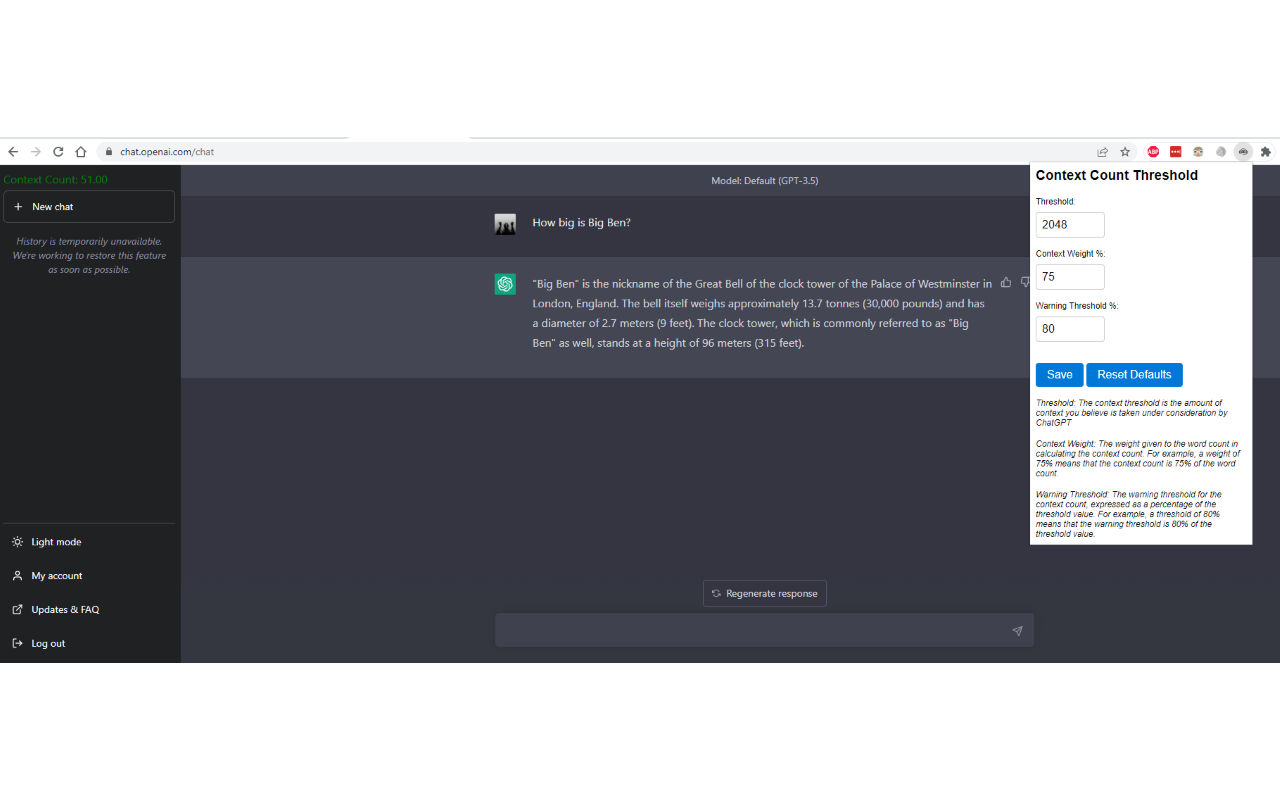 chat.openai.com/chat
ABP
Context Count: 51.00
New chat
History is temporarily unavailable.
We're working to restore this feature
as soon as possible.
Light mode
My account
Updates & FAQ
Log out
Model: Default (GPT-3.5)
How big is Big Ben?
"Big Ben" is the nickname of the Great Bell of the clock tower of the Palace of Westminster in
London, England. The bell itself weighs approximately 13.7 tonnes (30,000 pounds) and has
a diameter of 2.7 meters (9 feet). The clock tower, which is commonly referred to as "Big
Ben" as well, stands at a height of 96 meters (315 feet).
Regenerate response
Context Count Threshold
Threshold:
2048
Context Weight %:
75
Warning Threshold %:
80
Save Reset Defaults
Threshold: The context threshold is the amount of
context you believe is taken under consideration by
ChatGPT
Context Weight: The weight given to the word count in
calculating the context count. For example, a weight of
75% means that the context count is 75% of the word
count.
Warning Threshold: The warning threshold for the
context count, expressed as a percentage of the
threshold value. For example, a threshold of 80%
means that the warning threshold is 80% of the
threshold value.